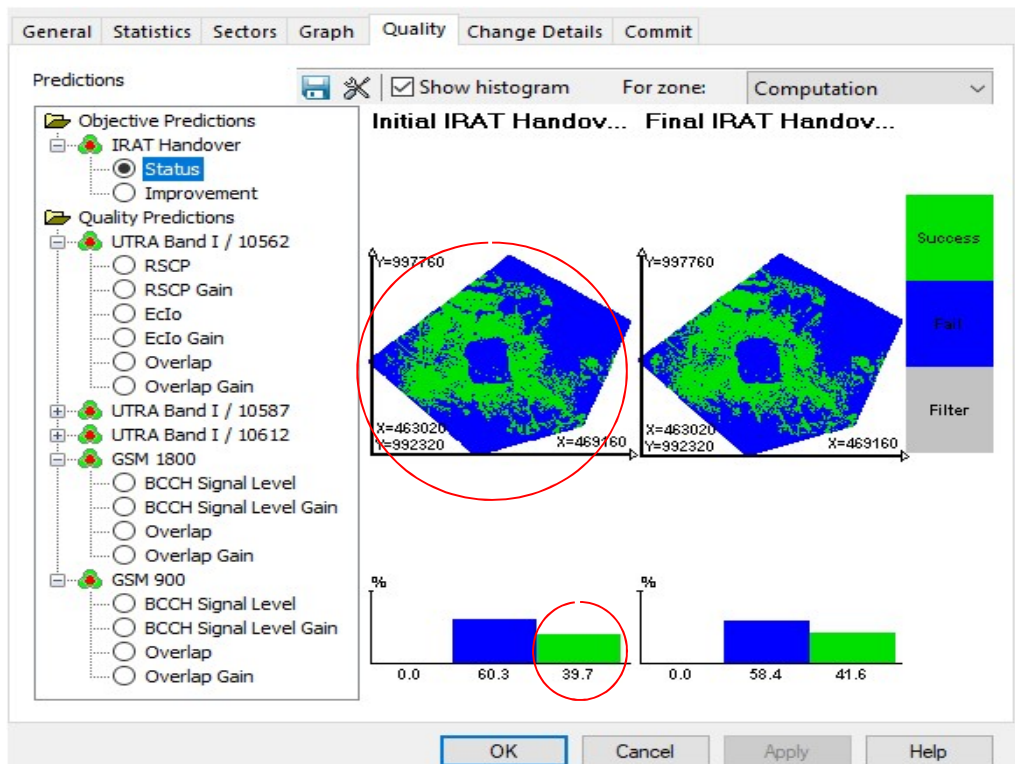 General Statistics Sectors Graph Quality Change Details Commit
Predictions
Show histogram For zone: Computation
Objective Predictions
IRAT Handover
Status
Improvement
Quality Predictions
UTRA Band I / 10562
RSCP
RSCP Gain
EcIo
EcIo Gain
Overlap
Overlap Gain
UTRA Band I / 10587
UTRA Band I / 10612
GSM 1800
BCCH Signal Level
BCCH Signal Level Gain
Overlap
Overlap Gain
GSM 900
BCCH Signal Level
BCCH Signal Level Gain
Overlap
Overlap Gain
Initial IRAT Handov... Final IRAT Handov...
Y=997760
X=463020
Y=992320
X=469160
Y=997760
X=463020
Y=992320
X=469160
Success
Fail
Filter
%
0.0 60.3 39.7
%
0.0 58.4 41.6
OK Cancel Apply Help